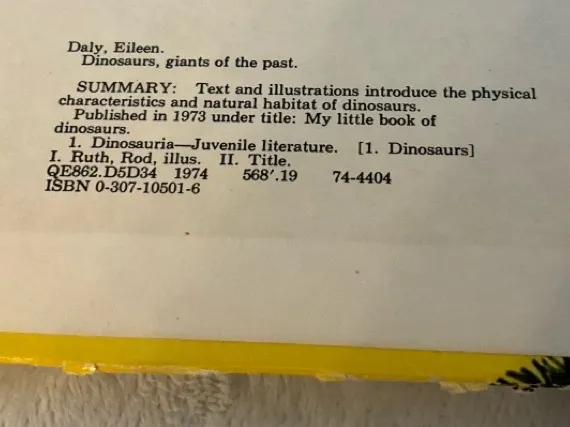 Daly, Eileen.
Dinosaurs, giants of the past.
SUMMARY: Text and illustrations introduce the physical
characteristics and natural habitat of dinosaurs.
Published in 1973 under title: My little book of
dinosaurs.
1. Dinosauria—Juvenile literature. [1. Dinosaurs]
I. Ruth, Rod, illus. II. Title.
QE862.D5D34 1974 568′.19 74-4404
ISBN 0-307-10501-6